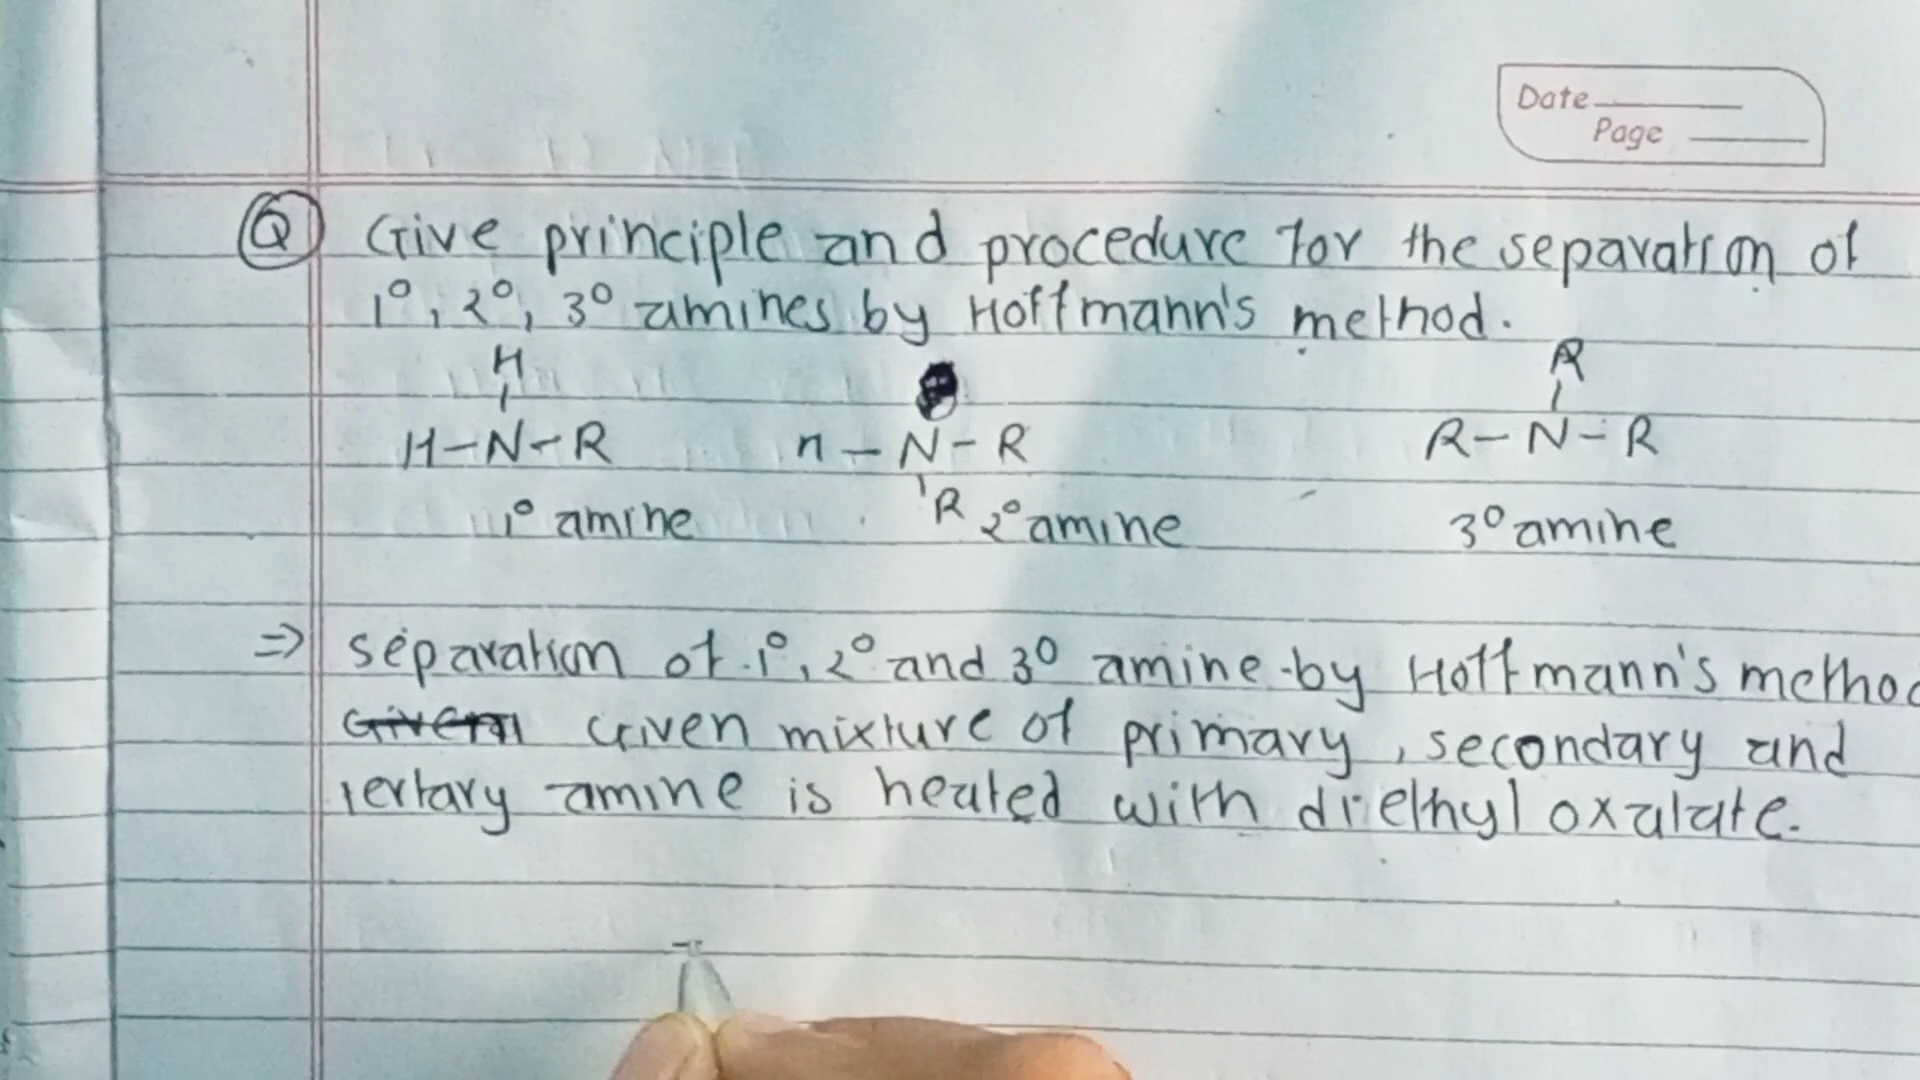 Date
Page
Q Give principle and procedure for the separation of
1°, 2°, 3° amines by Hoffmann's method.
H R
H-N-R n-N-R R-N-R
R
1° amine 2° amine 3° amine
=> separation of 1°, 2° and 3° amine by Hoffmann's method
Given Given mixture of primary, secondary and
tertary amine is heated with diethyl oxalate.